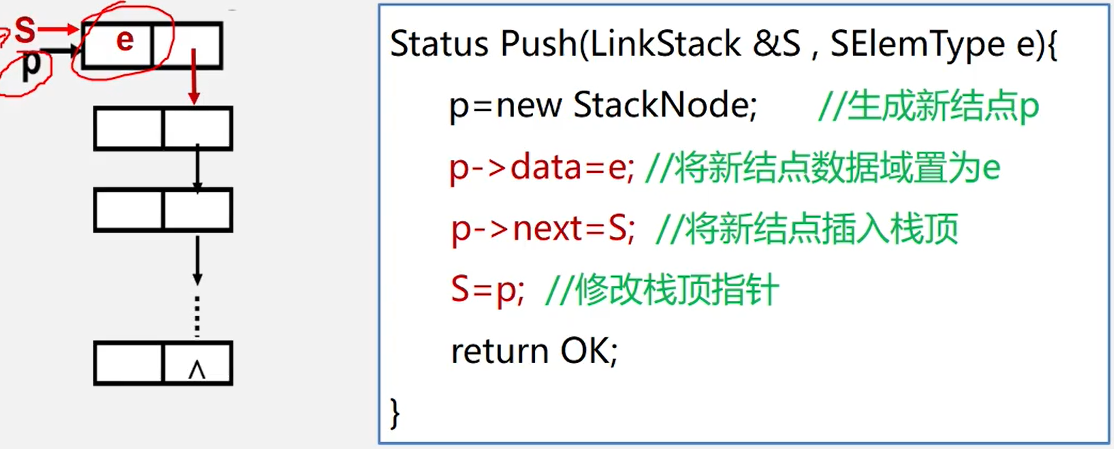 S
p
e
∧
Status Push(LinkStack &S , SElemType e){
p=new StackNode; //生成新结点p
p->data=e; //将新结点数据域置为e
p->next=S; //将新结点插入栈顶
S=p; //修改栈顶指针
return OK;
}